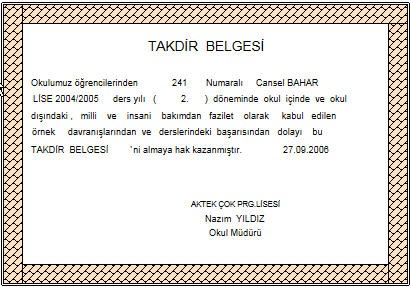 TAKDİR BELGESİ
Okulumuz öğrencilerinden 241 Numaralı Cansel BAHAR
LİSE 2004/2005 ders yılı ( 2. ) döneminde okul içinde ve okul
dışındaki, milli ve insani bakımdan fazilet olarak kabul edilen
örnek davranışlarından ve derslerindeki başarısından dolayı bu
TAKDİR BELGESİ 'ni almaya hak kazanmıştır. 27.09.2006
AKTEK ÇOK PRG.LİSESİ
Nazım YILDIZ
Okul Müdürü